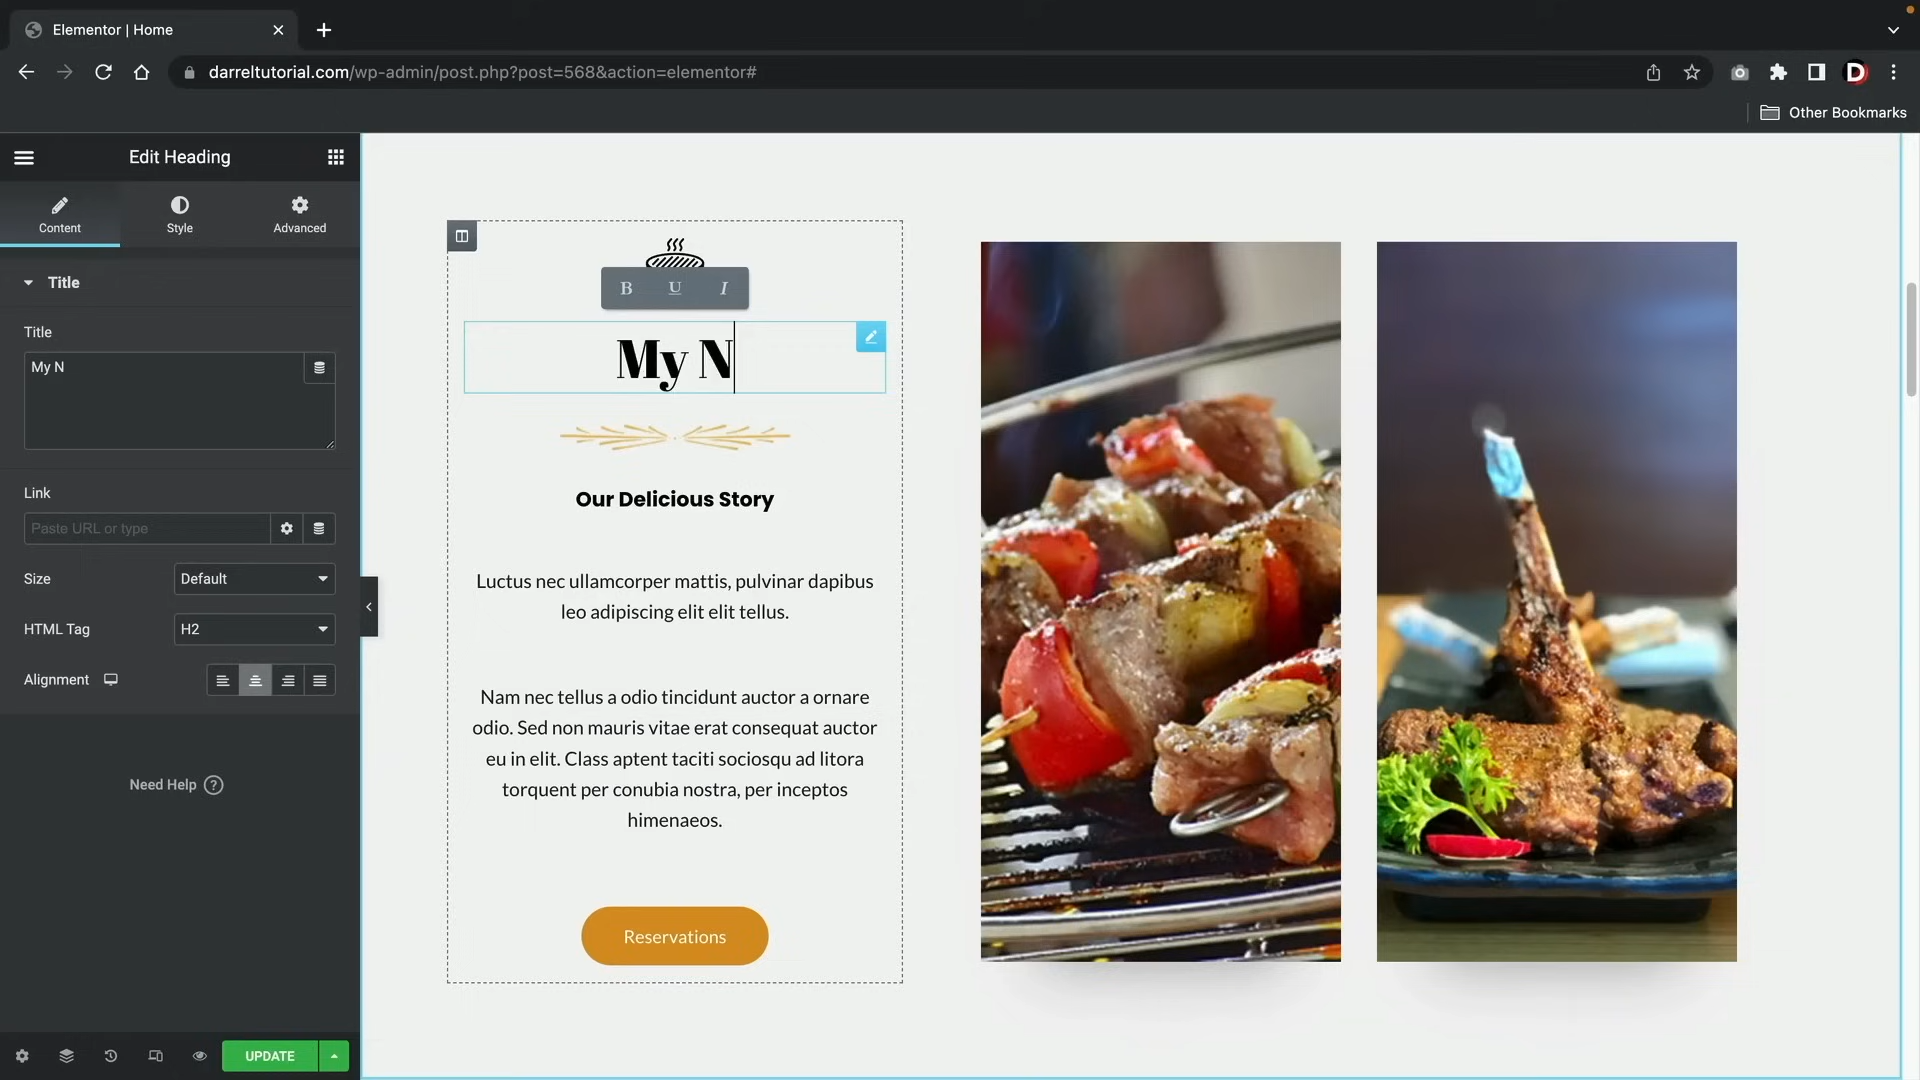 Elementor | Home
darreltutorial.com/wp-admin/post.php?post=568&action=elementor#
D
Other Bookmarks
Edit Heading
Content
Style
Advanced
Title
Title
My N
Link
Paste URL or type
Size
Default
HTML Tag
H2
Alignment
Need Help ?
UPDATE
B U I
My N
Our Delicious Story
Luctus nec ullamcorper mattis, pulvinar dapibus
leo adipiscing elit elit tellus.
Nam nec tellus a odio tincidunt auctor a ornare
odio. Sed non mauris vitae erat consequat auctor
eu in elit. Class aptent taciti sociosqu ad litora
torquent per conubia nostra, per inceptos
himenaeos.
Reservations